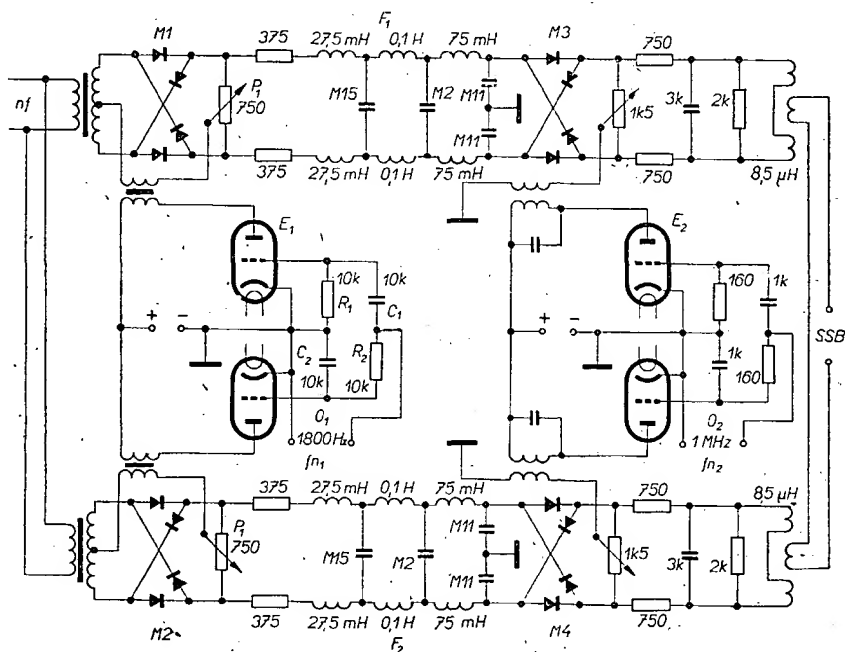 F₁
M1 375 27,5 mH 0,1 H 75 mH M3 750
nf P₁ 750 M15 M2 M11 M11 1k5 3k 2k
375 27,5 mH 0,1 H 75 mH 750 8,5 µH
E₁ E₂
10k 10k 160 1k
R₁ C₁
+ - + - SSB
C₂ R₂ 1k
10k 10k 160
O₁ O₂
1800Hz 1 MHz
fn₁ fn₂
375 27,5 mH 0,1 H 75 mH 750 8,5 µH
P₁ 750 M15 M2 M11 M11 1k5 3k 2k
M2 375 27,5 mH 0,1 H 75 mH M4 750
F₂